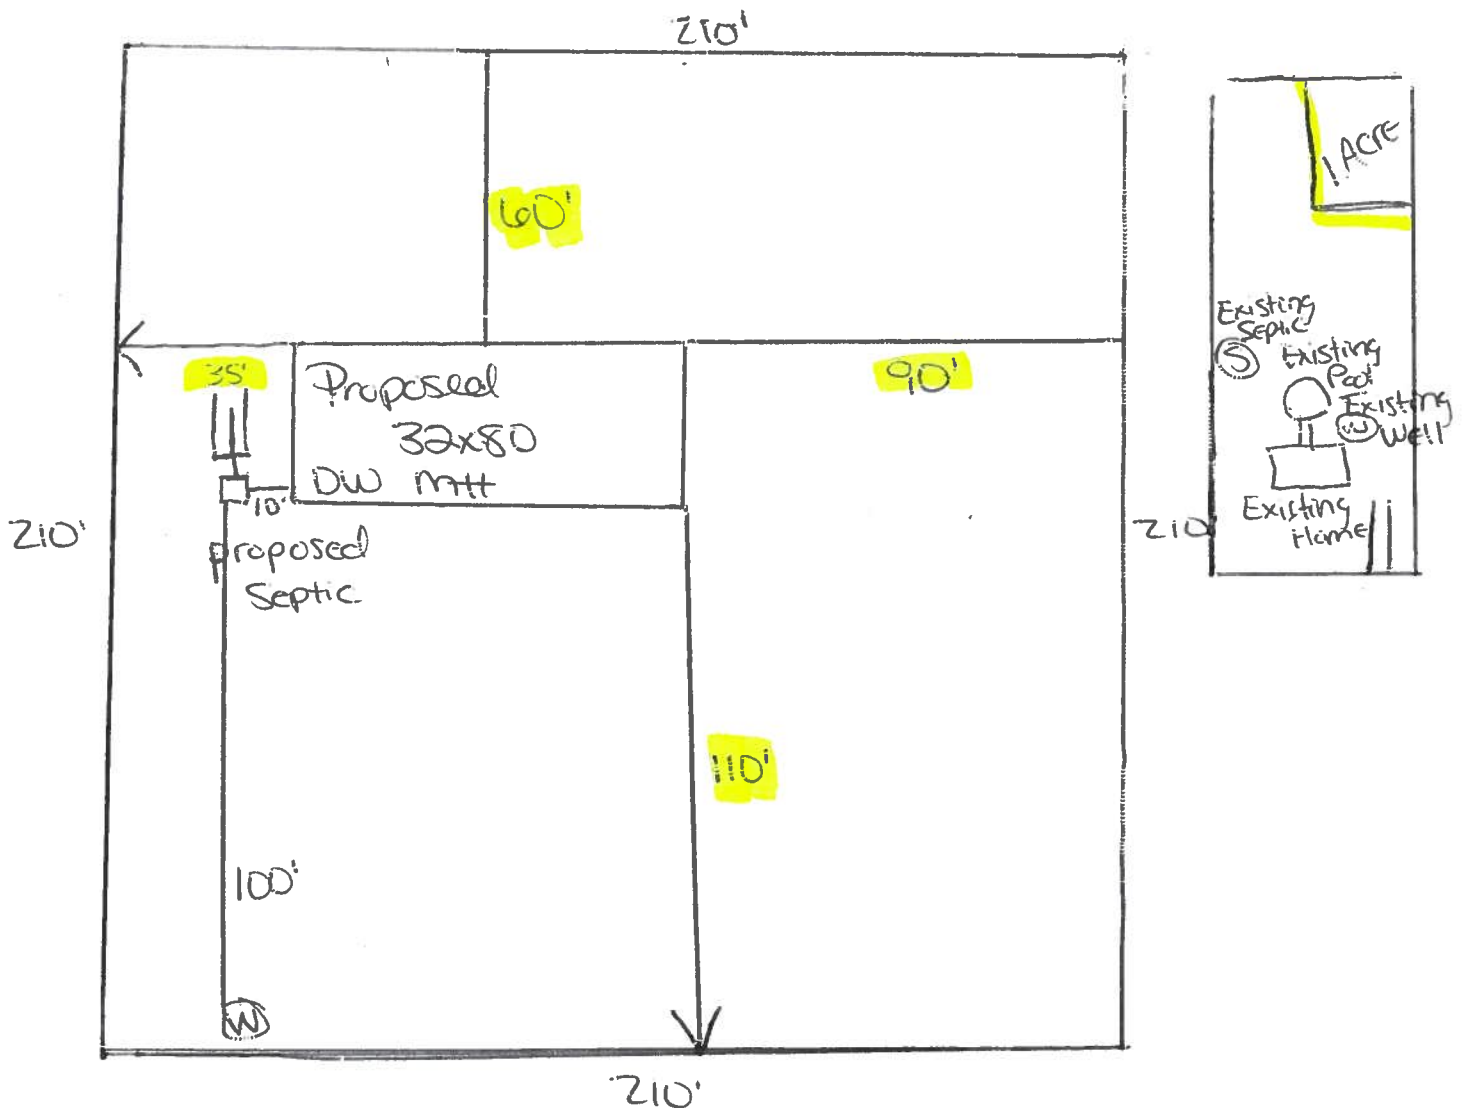 210'
60'
35'
90'
Proposed
32x80
DW MH
10'
210'
proposed
Septic
210
110'
100'
W
210'
1 ACRE
Existing
Septic
S
Existing
Pool
Existing
W Well
Existing
Home